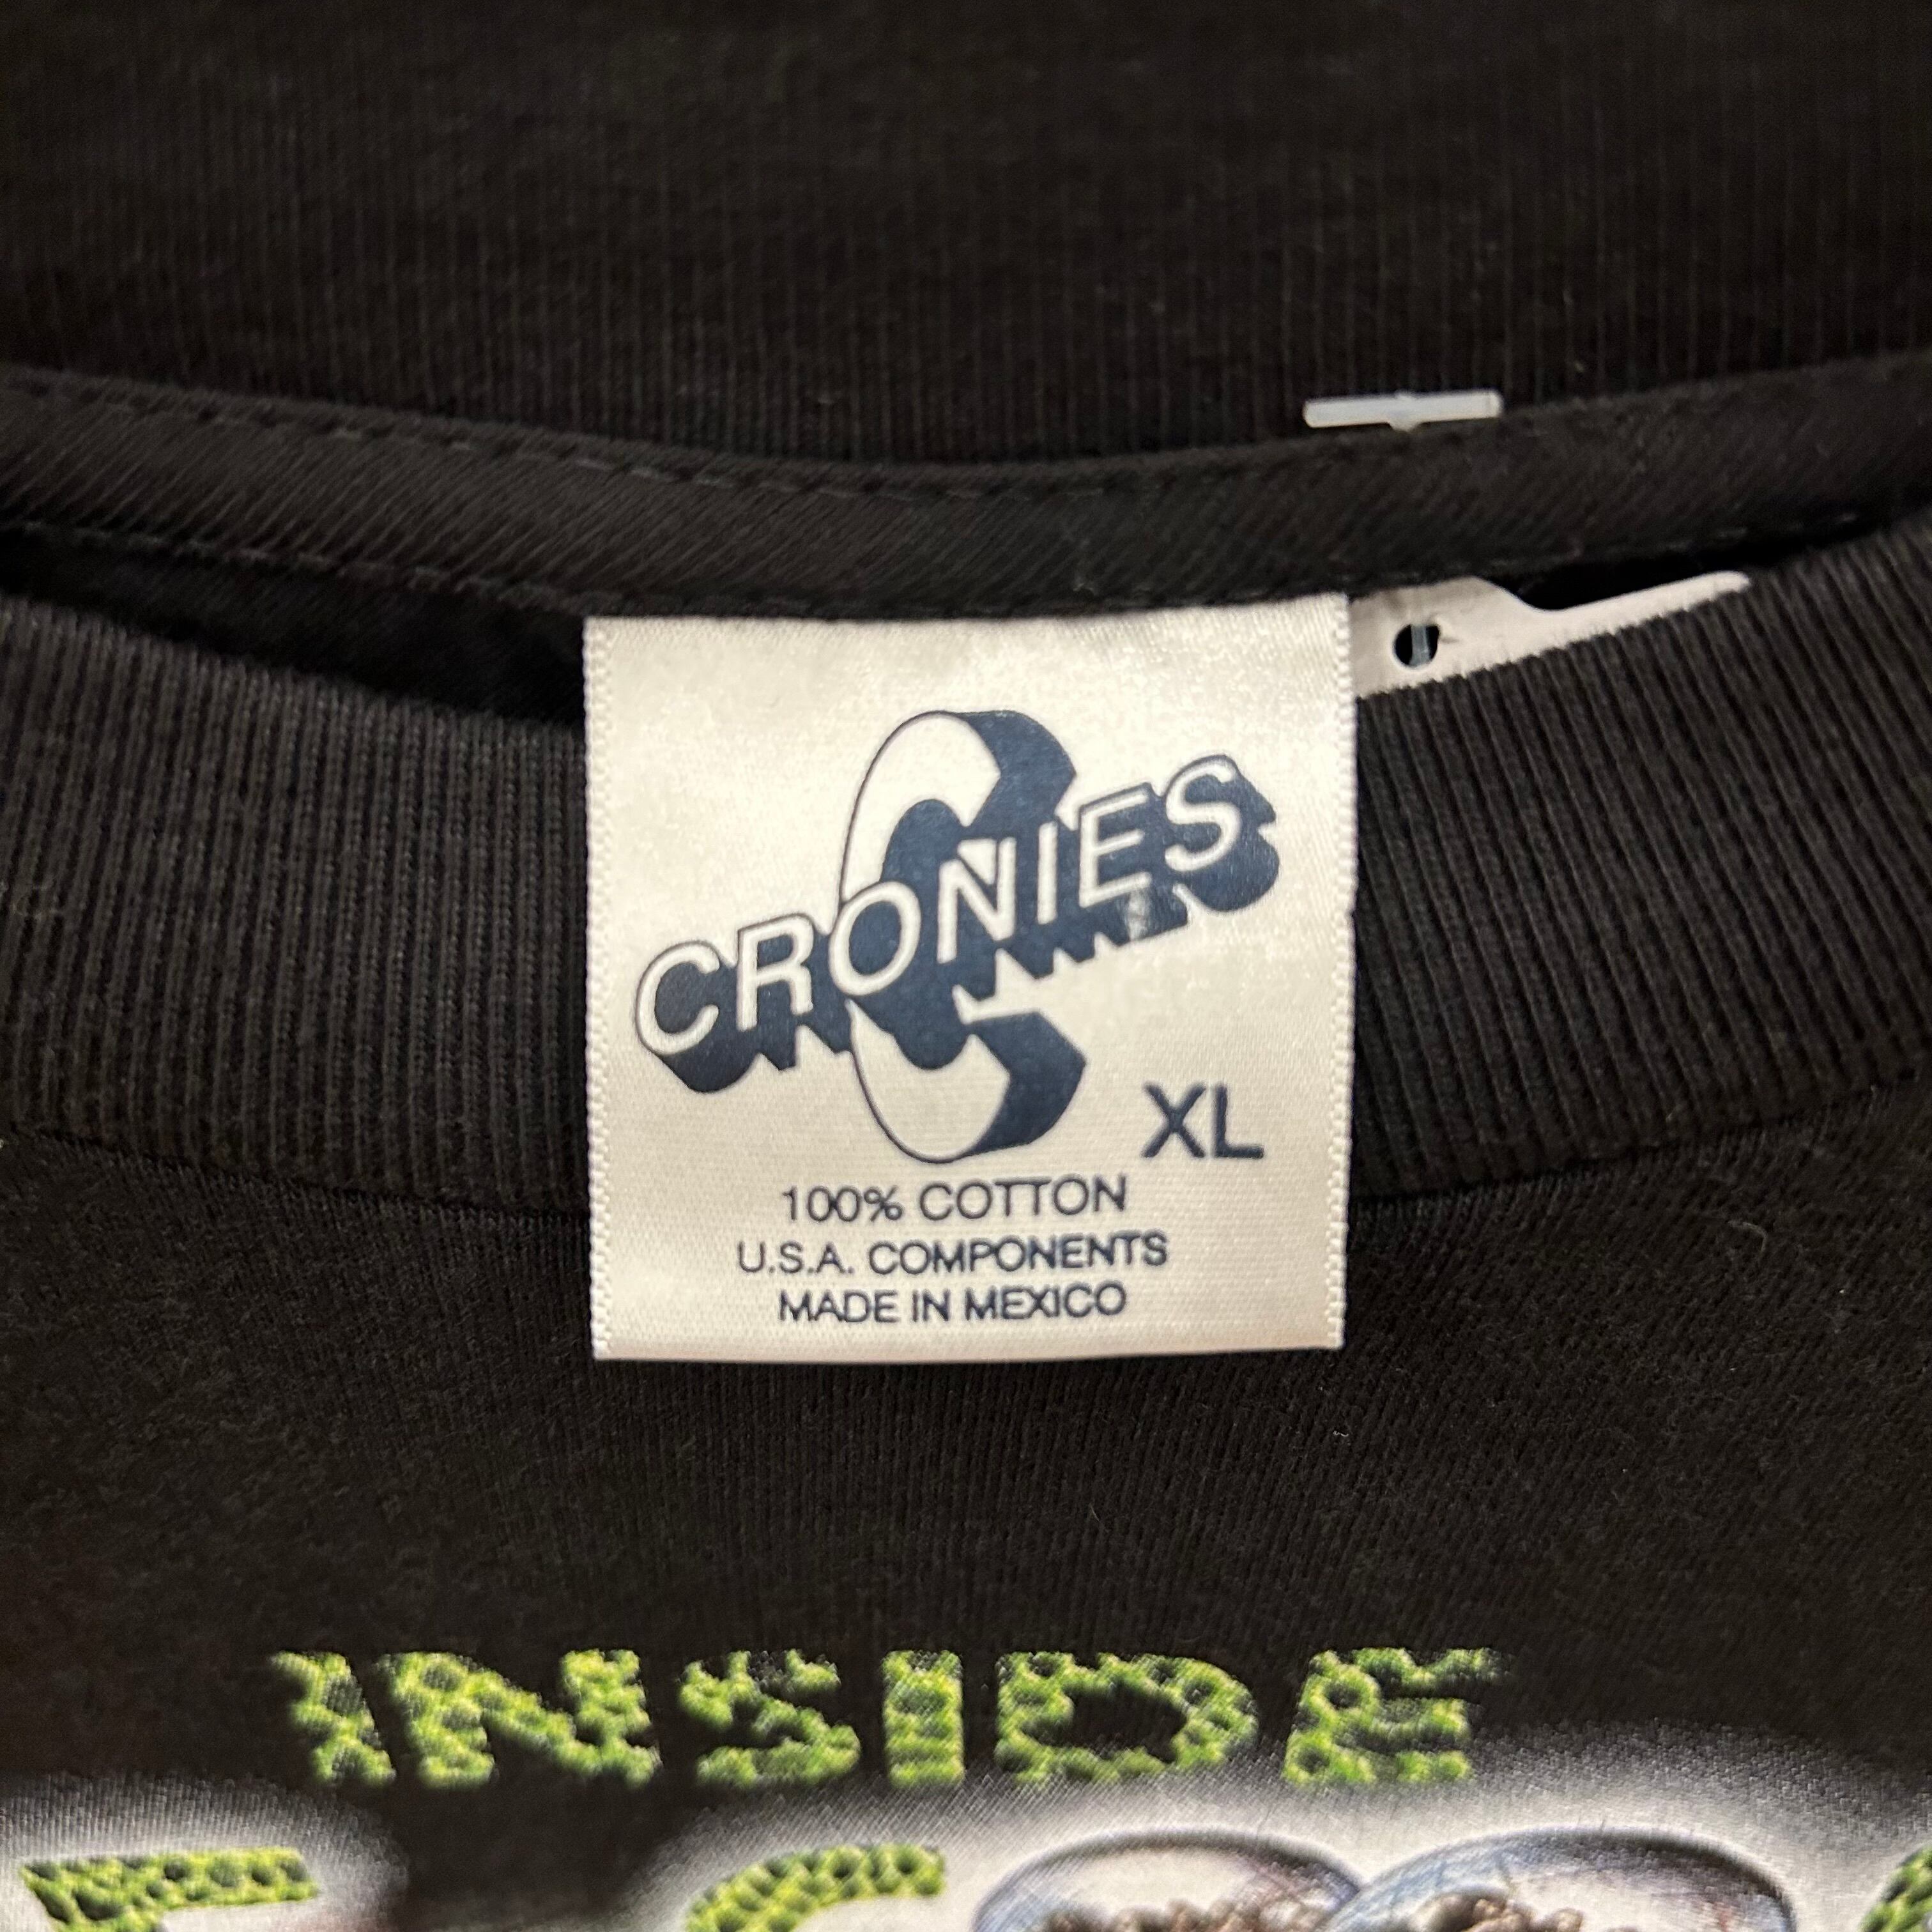 CRONIES
XL
100% COTTON
U.S.A. COMPONENTS
MADE IN MEXICO
INSIDE